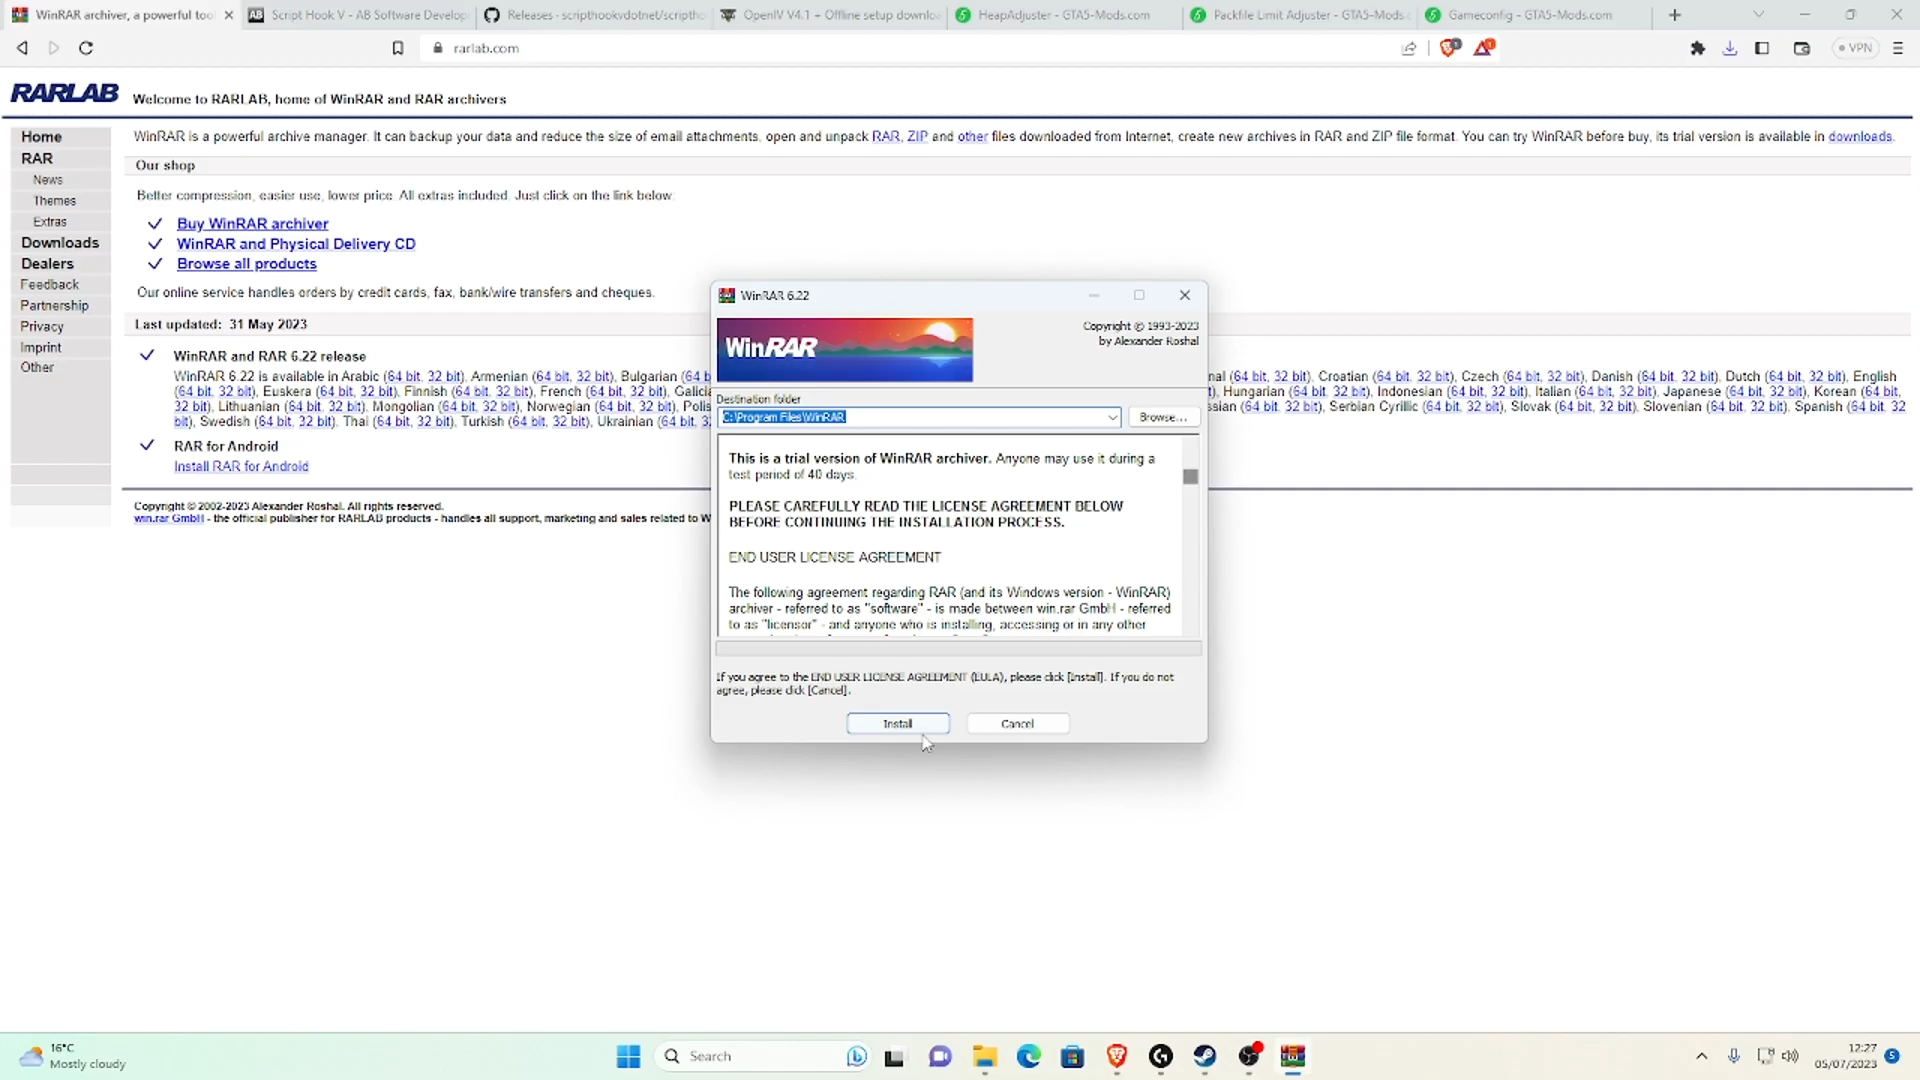 WinRAR archiver, a powerful too
Script Hook V - AB Software Develop
Releases · scripthookvdotnet/scripth
OpenIV V4.1 – Offline setup downloa
HeapAdjuster - GTA5-Mods.com
Packfile Limit Adjuster - GTA5-Mods.c
Gameconfig - GTA5-Mods.com
rarlab.com
VPN
RARLAB
Welcome to RARLAB, home of WinRAR and RAR archivers
Home
RAR
News
Themes
Extras
Downloads
Dealers
Feedback
Partnership
Privacy
Imprint
Other
WinRAR is a powerful archive manager. It can backup your data and reduce the size of email attachments, open and unpack RAR, ZIP and other files downloaded from Internet, create new archives in RAR and ZIP file format. You can try WinRAR before buy, its trial version is available in downloads.
Our shop
Better compression, easier use, lower price. All extras included. Just click on the link below:
Buy WinRAR archiver
WinRAR and Physical Delivery CD
Browse all products
Our online service handles orders by credit cards, fax, bank/wire transfers and cheques.
Last updated: 31 May 2023
WinRAR and RAR 6.22 release
WinRAR 6.22 is available in Arabic (64 bit, 32 bit), Armenian (64 bit, 32 bit), Bulgarian (64 b
nal (64 bit, 32 bit), Croatian (64 bit, 32 bit), Czech (64 bit, 32 bit), Danish (64 bit, 32 bit), Dutch (64 bit, 32 bit), English
(64 bit, 32 bit), Euskera (64 bit, 32 bit), Finnish (64 bit, 32 bit), French (64 bit, 32 bit), Galicia
), Hungarian (64 bit, 32 bit), Indonesian (64 bit, 32 bit), Italian (64 bit, 32 bit), Japanese (64 bit, 32 bit), Korean (64 bit,
32 bit), Lithuanian (64 bit, 32 bit), Mongolian (64 bit, 32 bit), Norwegian (64 bit, 32 bit), Polis
ssian (64 bit, 32 bit), Serbian Cyrillic (64 bit, 32 bit), Slovak (64 bit, 32 bit), Slovenian (64 bit, 32 bit), Spanish (64 bit, 32
bit), Swedish (64 bit, 32 bit), Thai (64 bit, 32 bit), Turkish (64 bit, 32 bit), Ukrainian (64 bit, 3
RAR for Android
Install RAR for Android
Copyright © 2002-2023 Alexander Roshal. All rights reserved.
win.rar GmbH - the official publisher for RARLAB products - handles all support, marketing and sales related to W
WinRAR 6.22
WinRAR
Copyright © 1993-2023
by Alexander Roshal
Destination folder
C:\Program Files\WinRAR
Browse...
This is a trial version of WinRAR archiver. Anyone may use it during a
test period of 40 days.
PLEASE CAREFULLY READ THE LICENSE AGREEMENT BELOW
BEFORE CONTINUING THE INSTALLATION PROCESS.
END USER LICENSE AGREEMENT
The following agreement regarding RAR (and its Windows version - WinRAR)
archiver - referred to as "software" - is made between win.rar GmbH - referred
to as "licensor" - and anyone who is installing, accessing or in any other
If you agree to the END USER LICENSE AGREEMENT (EULA), please click [Install]. If you do not
agree, please click [Cancel].
Install
Cancel
16°C
Mostly cloudy
Search
12:27
05/07/2023
5